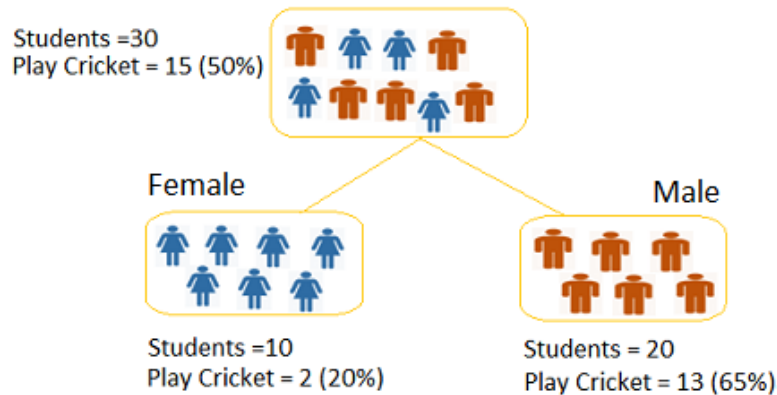 Students =30
Play Cricket = 15 (50%)
Female
Male
Students =10
Play Cricket = 2 (20%)
Students = 20
Play Cricket = 13 (65%)